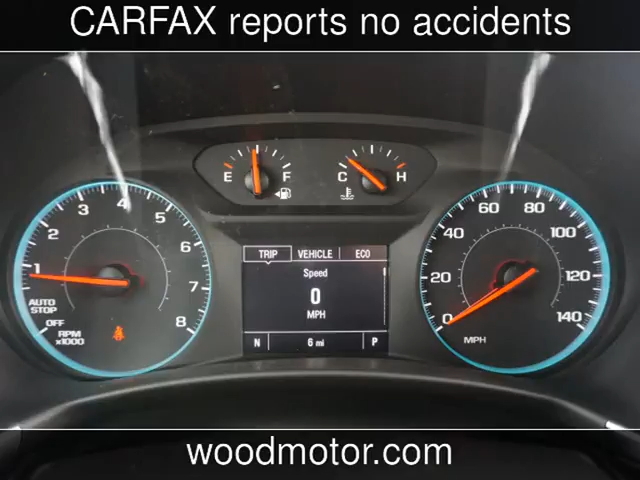 CARFAX reports no accidents
E F
C H
1 2 3 4 5 6 7 8
AUTO
STOP
OFF
RPM
x1000
TRIP VEHICLE ECO
Speed
0
MPH
N 6 mi P
0 20 40 60 80 100 120 140
MPH
woodmotor.com